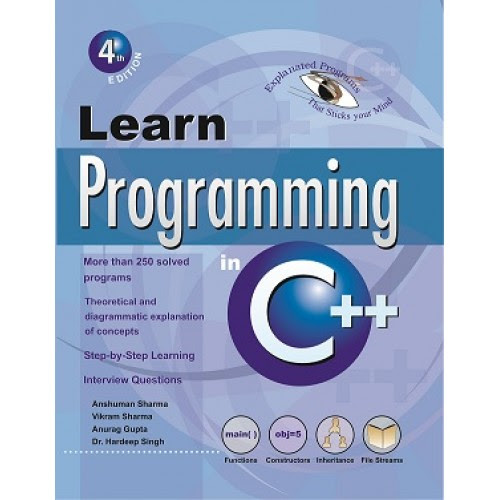 4th
EDITION
Explanated Programs
That Sticks your Mind
C++
Learn
Programming
in
C++
More than 250 solved
programs
Theoretical and
diagrammatic explanation
of concepts
Step-by-Step Learning
Interview Questions
Anshuman Sharma
Vikram Sharma
Anurag Gupta
Dr. Hardeep Singh
main( )
obj=5
Functions
Constructors
Inheritance
File Streams